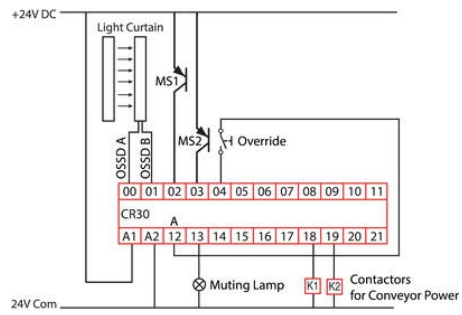 +24V DC
Light Curtain
MS1
MS2
Override
OSSD A
OSSD B
00 01 02 03 04 05 06 07 08 09 10 11
CR30
A
A1 A2 12 13 14 15 16 17 18 19 20 21
Muting Lamp
K1 K2
Contactors
for Conveyor Power
24V Com